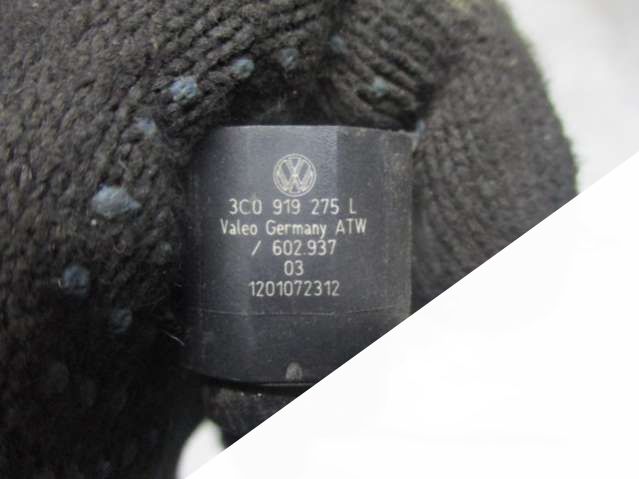 3C0 919 275 L
Valeo Germany ATW
/ 602.937
03
1201072312